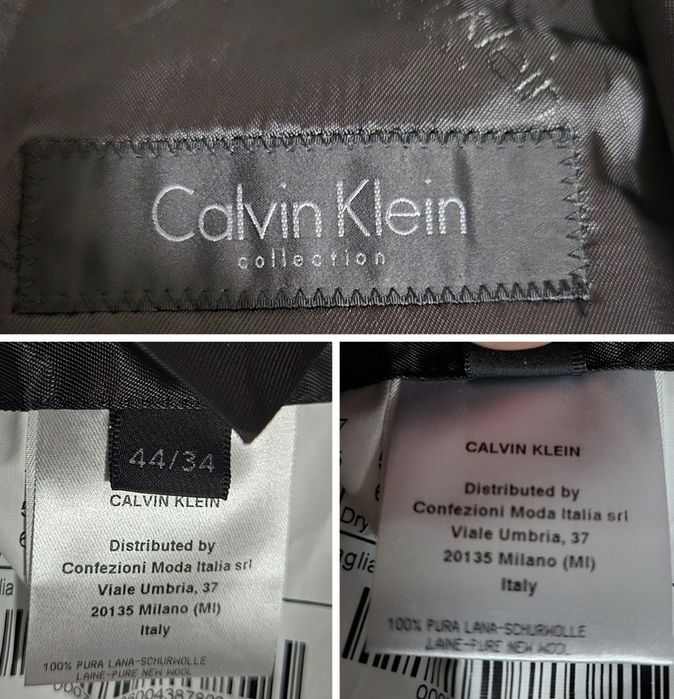 Klein
Calvin Klein
collection
44/34
CALVIN KLEIN
Distributed by
Confezioni Moda Italia srl
Viale Umbria, 37
20135 Milano (MI)
Italy
100% PURA LANA-SCHURWOLLE
LAINE-PURE NEW WOOL
CALVIN KLEIN
Distributed by
Confezioni Moda Italia srl
Viale Umbria, 37
20135 Milano (MI)
Italy
100% PURA LANA-SCHURWOLLE
LAINE-PURE NEW WOOL
Dry